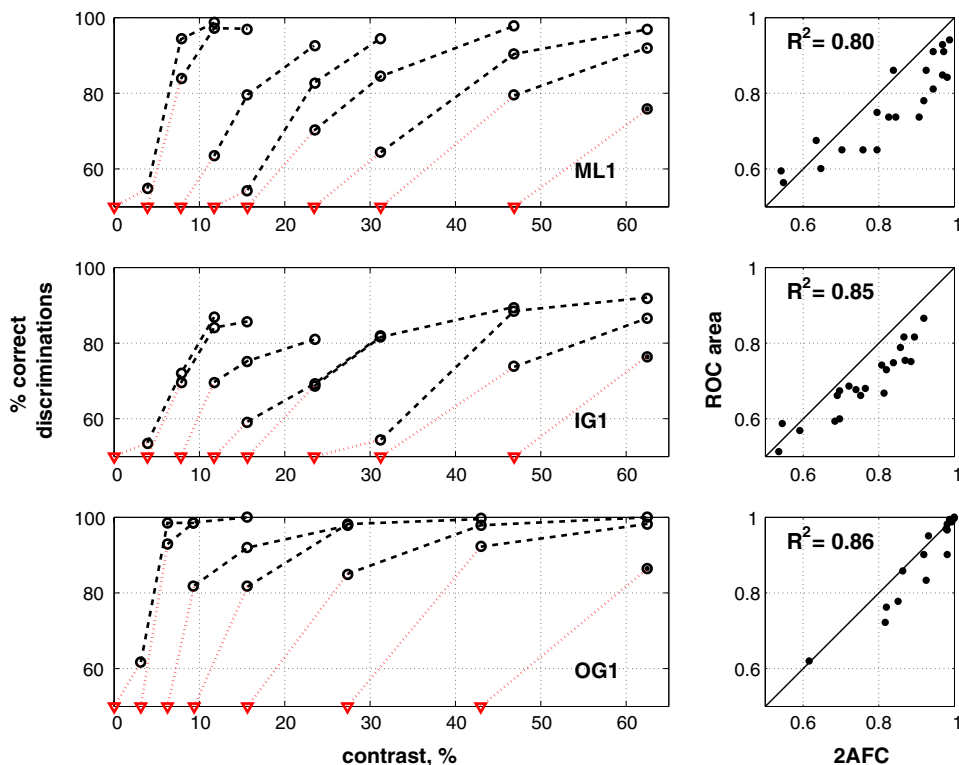 100
80
60
0 10 20 30 40 50 60
ML1
1
0.8
0.6
0.6 0.8 1
R² = 0.80
100
80
60
0 10 20 30 40 50 60
IG1
% correct
discriminations
1
0.8
0.6
0.6 0.8 1
R² = 0.85
ROC area
100
80
60
0 10 20 30 40 50 60
OG1
contrast, %
1
0.8
0.6
0.6 0.8 1
R² = 0.86
2AFC